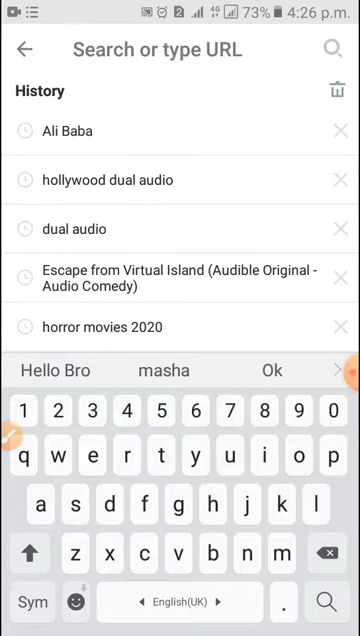 2 4G 73% 4:26 p.m.
Search or type URL
History
Ali Baba
hollywood dual audio
dual audio
Escape from Virtual Island (Audible Original -
Audio Comedy)
horror movies 2020
Hello Bro masha Ok
1 2 3 4 5 6 7 8 9 0
q w e r t y u i o p
a s d f g h j k l
z x c v b n m
Sym English(UK) .